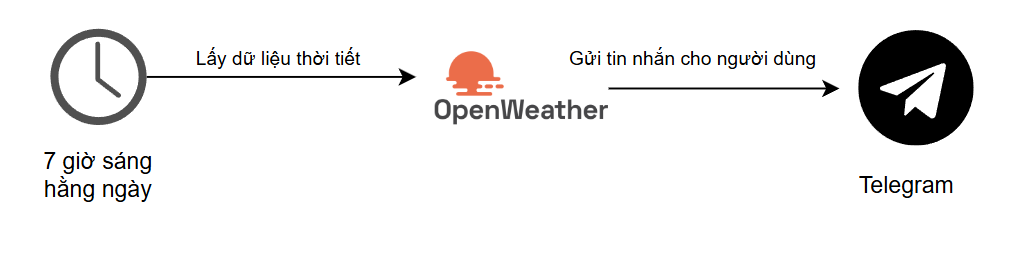 Lấy dữ liệu thời tiết
Gửi tin nhắn cho người dùng
OpenWeather
7 giờ sáng
hằng ngày
Telegram